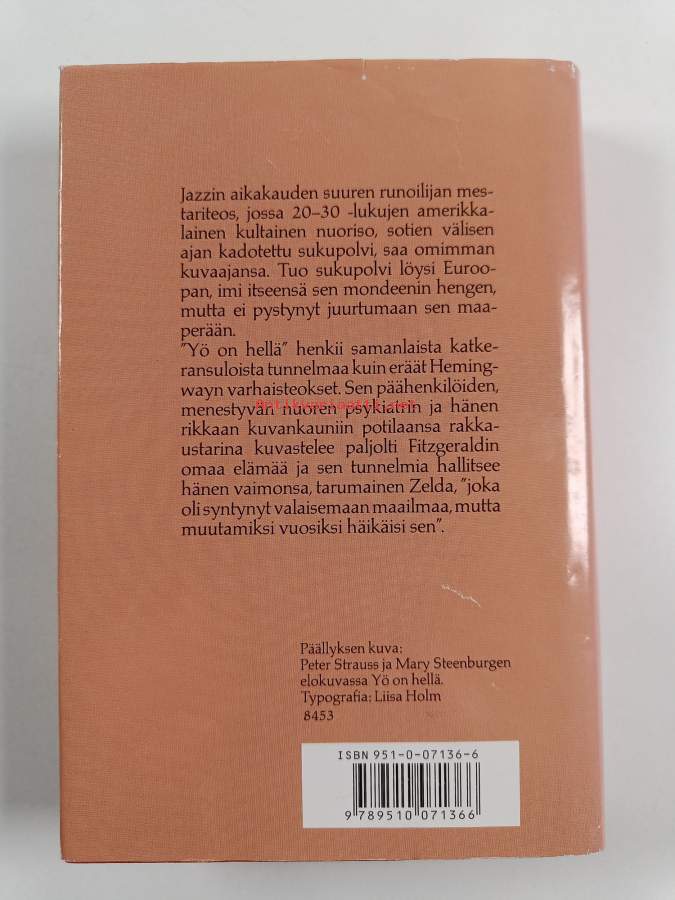 Jazzin aikakauden suuren runoilijan mes-
tariteos, jossa 20–30 -lukujen amerikka-
lainen kultainen nuoriso, sotien välisen
ajan kadotettu sukupolvi, saa omimman
kuvaajansa. Tuo sukupolvi löysi Euroo-
pan, imi itseensä sen mondeenin hengen,
mutta ei pystynyt juurtumaan sen maa-
perään.
"Yö on hellä" henkii samanlaista katke-
ransuloista tunnelmaa kuin eräät Heming-
wayn varhaisteokset. Sen päähenkilöiden,
menestyvän nuoren psykiatrin ja hänen
rikkaan kuvankauniin potilaansa rakka-
ustarina kuvastelee paljolti Fitzgeraldin
omaa elämää ja sen tunnelmia hallitsee
hänen vaimonsa, tarumainen Zelda, "joka
oli syntynyt valaisemaan maailmaa, mutta
muutamiksi vuosiksi häikäisi sen".
Päällyksen kuva:
Peter Strauss ja Mary Steenburgen
elokuvassa Yö on hellä.
Typografia: Liisa Holm
8453
ISBN 951-0-07136-6
9 789510 071366